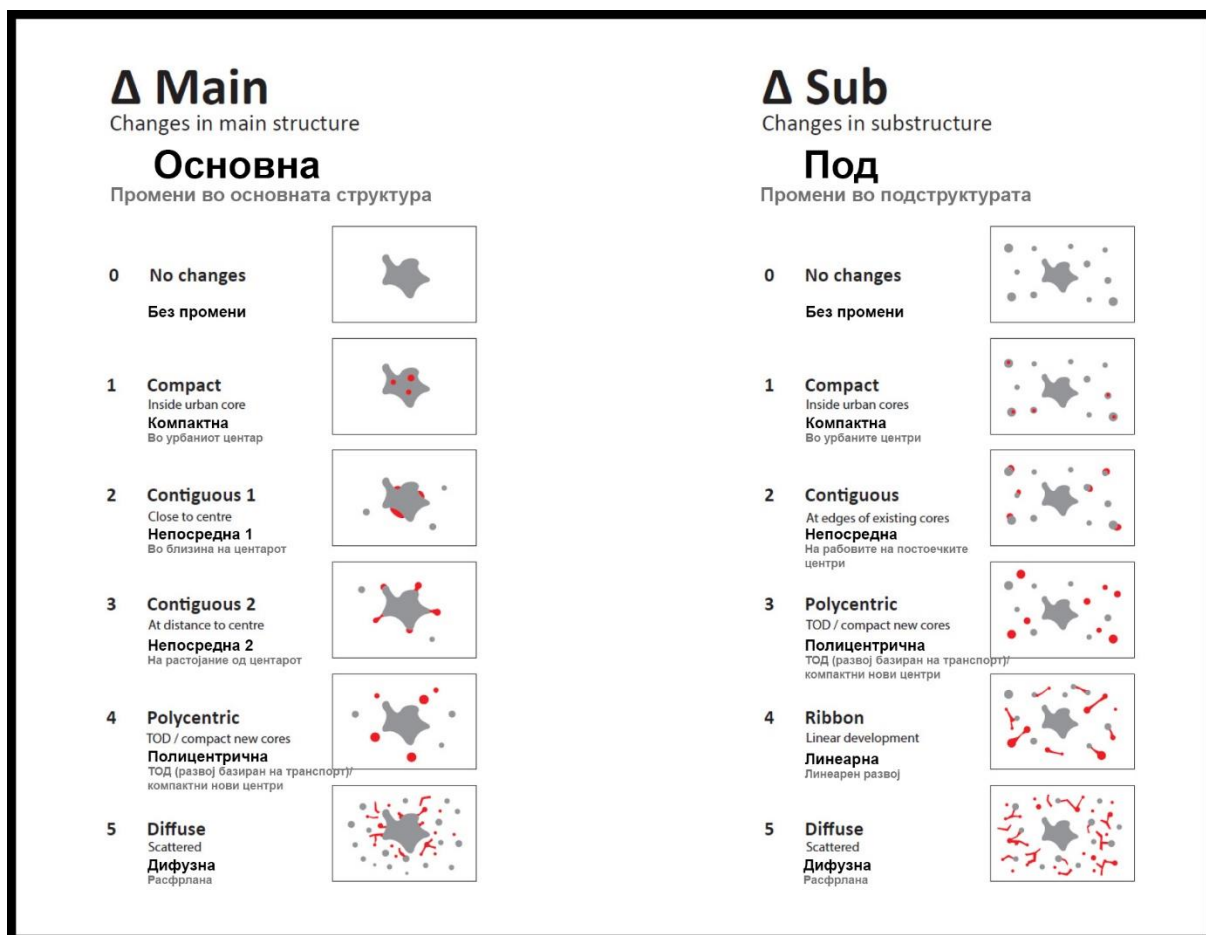 Δ Main
Changes in main structure
Основна
Промени во основната структура
0 No changes
Без промени
1 Compact
Inside urban core
Компактна
Во урбаниот центар
2 Contiguous 1
Close to centre
Непосредна 1
Во близина на центарот
3 Contiguous 2
At distance to centre
Непосредна 2
На растојание од центарот
4 Polycentric
TOD / compact new cores
Полицентрична
ТОД (развој базиран на транспорт)/
компактни нови центри
5 Diffuse
Scattered
Дифузна
Расфрлана
Δ Sub
Changes in substructure
Под
Промени во подструктурата
0 No changes
Без промени
1 Compact
Inside urban cores
Компактна
Во урбаните центри
2 Contiguous
At edges of existing cores
Непосредна
На рабовите на постоечките
центри
3 Polycentric
TOD / compact new cores
Полицентрична
ТОД (развој базиран на транспорт)/
компактни нови центри
4 Ribbon
Linear development
Линеарна
Линеарен развој
5 Diffuse
Scattered
Дифузна
Расфрлана